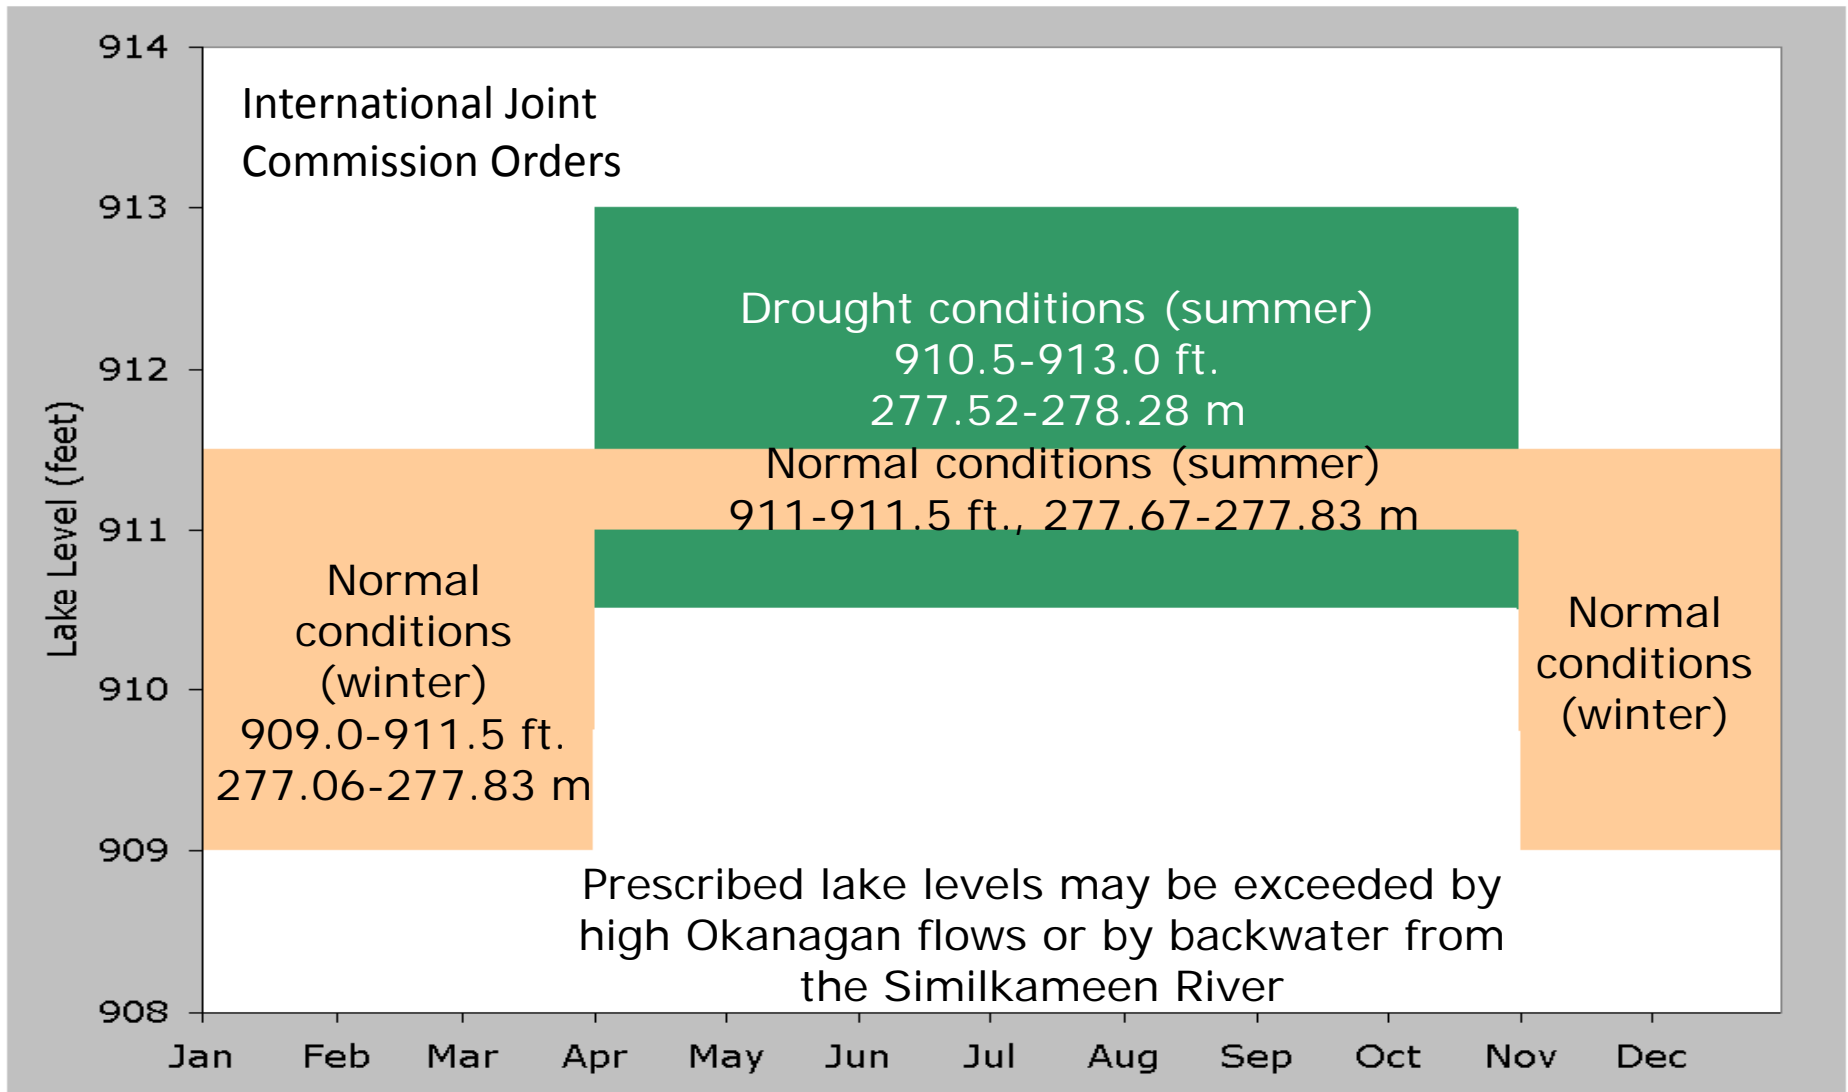 International Joint
Commission Orders
914
913
912
911
910
909
908
Lake Level (feet)
Drought conditions (summer)
910.5-913.0 ft.
277.52-278.28 m
Normal conditions (summer)
911-911.5 ft., 277.67-277.83 m
Normal
conditions
(winter)
909.0-911.5 ft.
277.06-277.83 m
Normal
conditions
(winter)
Prescribed lake levels may be exceeded by
high Okanagan flows or by backwater from
the Similkameen River
Jan Feb Mar Apr May Jun Jul Aug Sep Oct Nov Dec